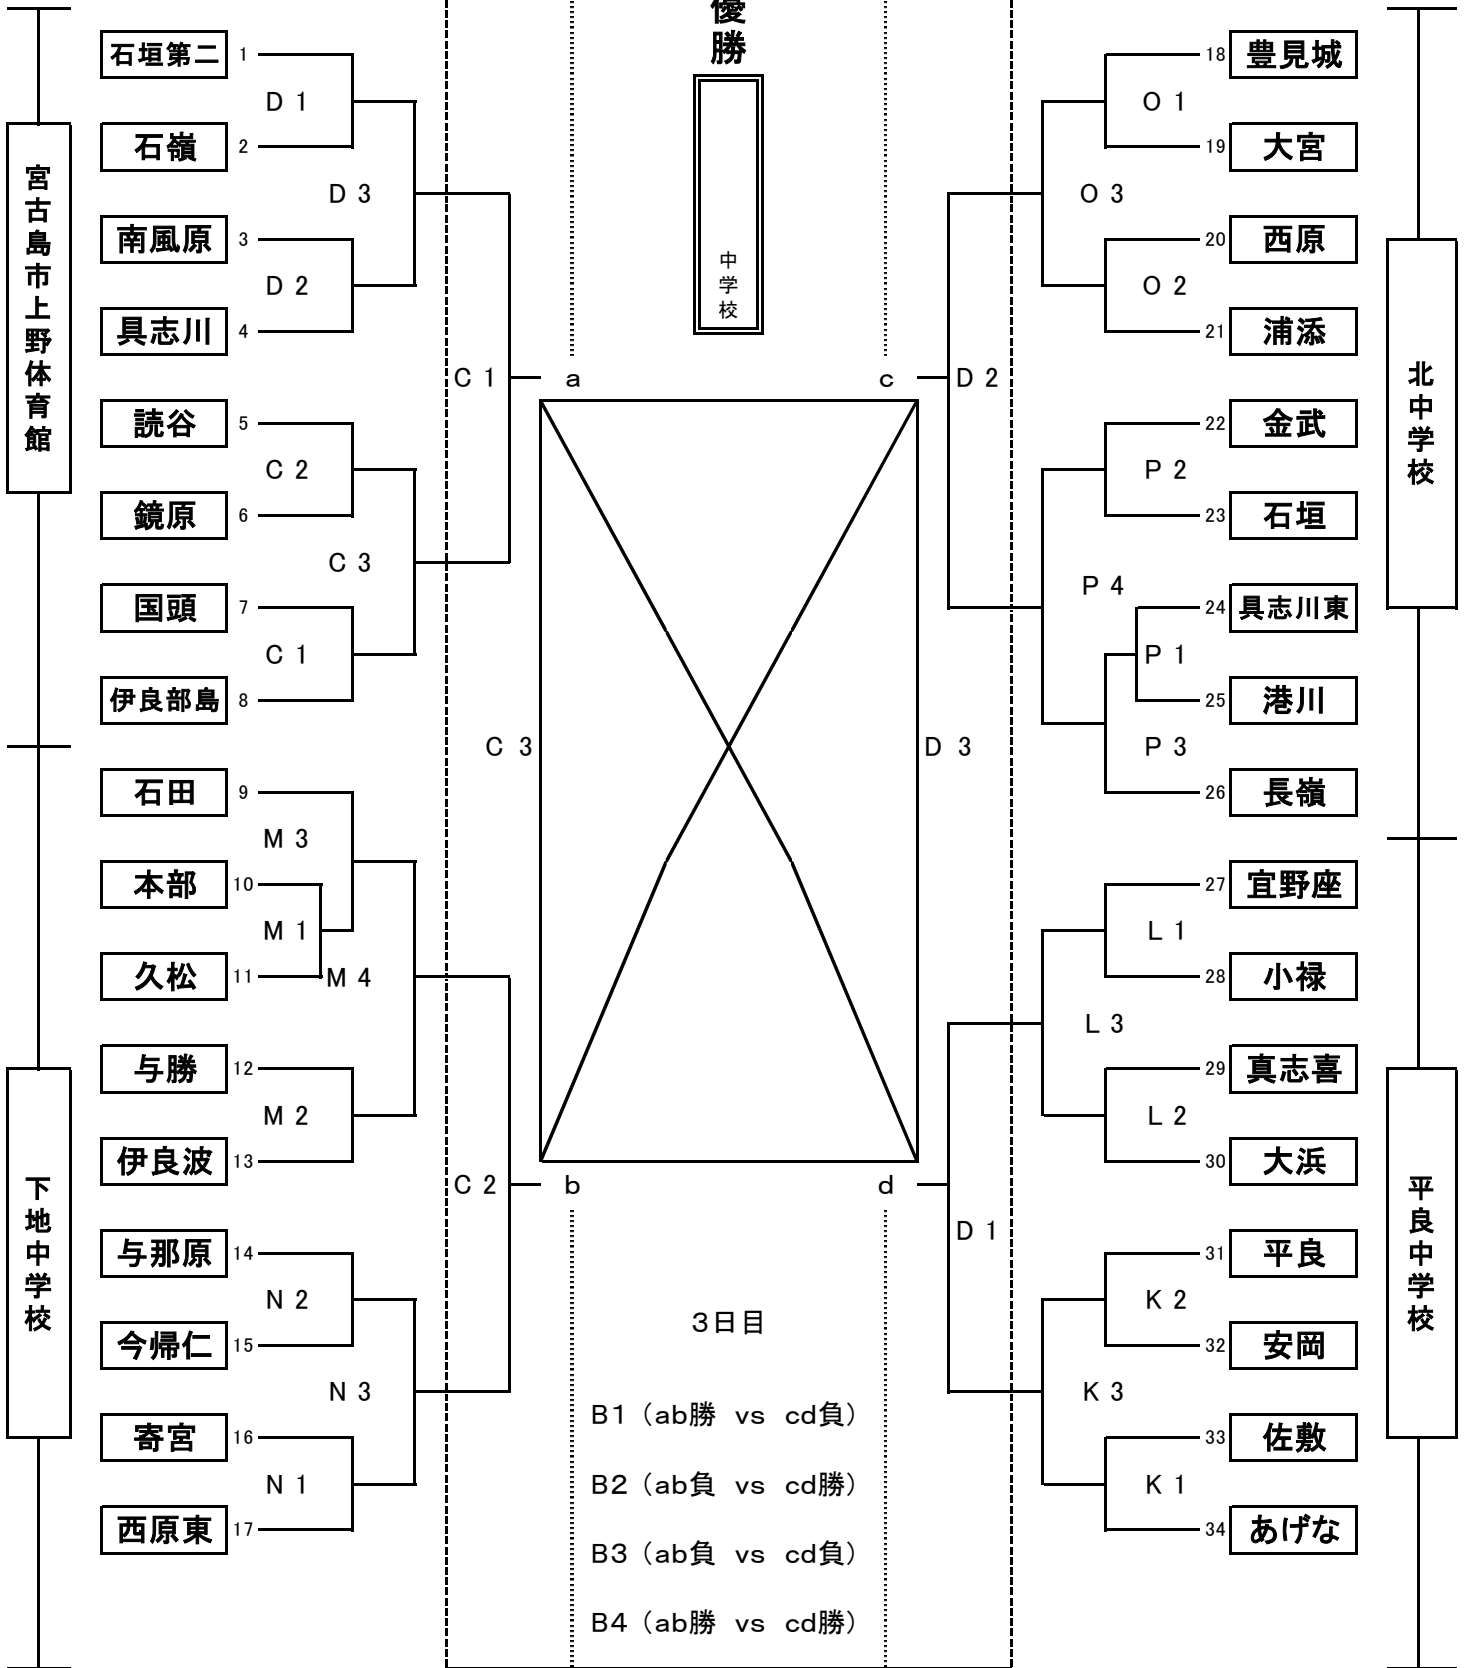 優勝
中学校
宮古島市上野体育館
下地中学校
石垣第二 1
D 1
石嶺 2
D 3
南風原 3
D 2
具志川 4
C 1
読谷 5
C 2
鏡原 6
C 3
国頭 7
C 1
伊良部島 8
C 3
石田 9
M 3
本部 10
M 1
久松 11
M 4
与勝 12
M 2
伊良波 13
C 2
与那原 14
N 2
今帰仁 15
N 3
寄宮 16
N 1
西原東 17
a
c
b
d
3日目
B1（ab勝 vs cd負）
B2（ab負 vs cd勝）
B3（ab負 vs cd負）
B4（ab勝 vs cd勝）
18 豊見城
O 1
19 大宮
O 3
20 西原
O 2
21 浦添
D 2
22 金武
P 2
23 石垣
P 4
24 具志川東
P 1
25 港川
D 3
P 3
26 長嶺
27 宜野座
L 1
28 小禄
L 3
29 真志喜
L 2
30 大浜
D 1
31 平良
K 2
32 安岡
K 3
33 佐敷
K 1
34 あげな
北中学校
平良中学校